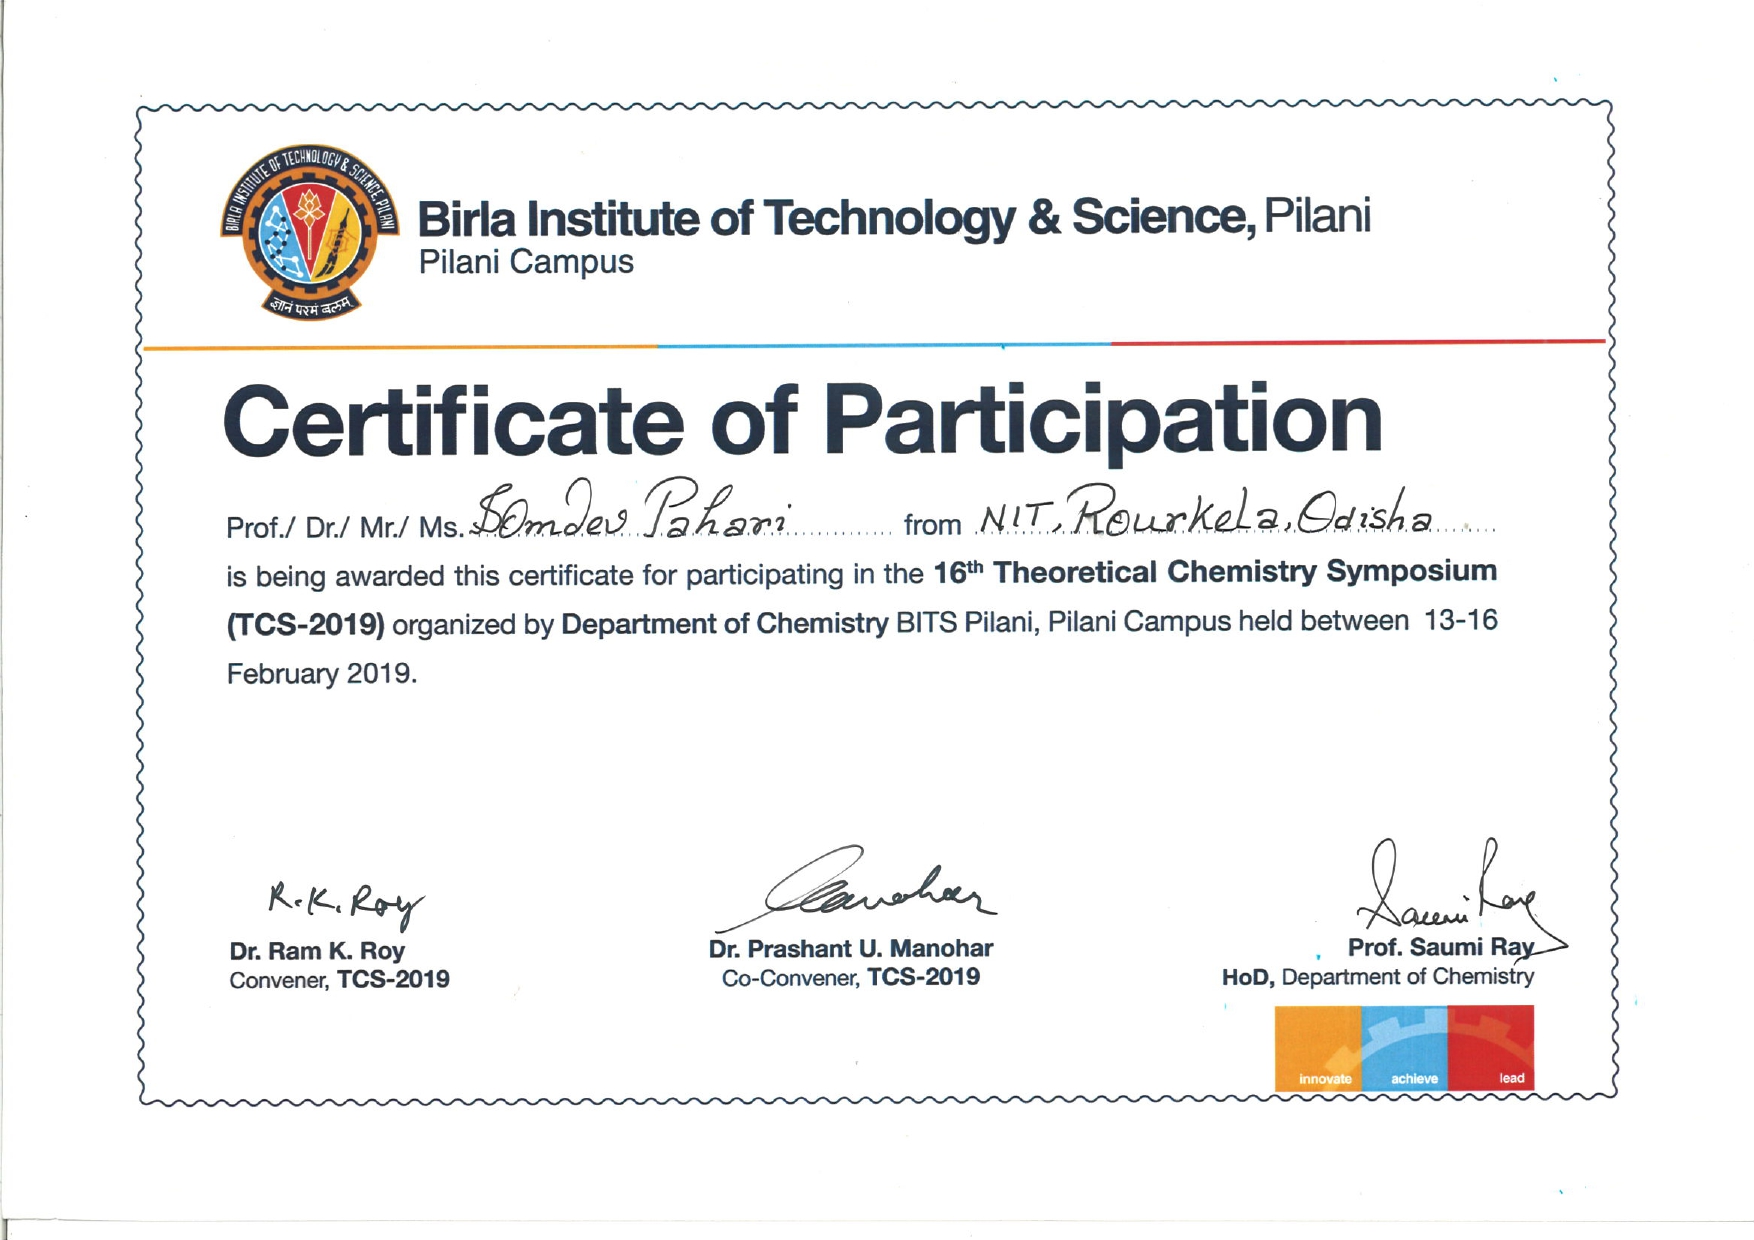 BIRLA INSTITUTE OF TECHNOLOGY & SCIENCE, PILANI
ज्ञानं परमं बलम्
Birla Institute of Technology & Science, Pilani
Pilani Campus
Certificate of Participation
Prof./ Dr./ Mr./ Ms. Somdev Pahari from NIT, Rourkela, Odisha
is being awarded this certificate for participating in the 16th Theoretical Chemistry Symposium
(TCS-2019) organized by Department of Chemistry BITS Pilani, Pilani Campus held between 13-16
February 2019.
R.K. Roy Manohar Saumi Ray
Dr. Ram K. Roy Dr. Prashant U. Manohar Prof. Saumi Ray
Convener, TCS-2019 Co-Convener, TCS-2019 HoD, Department of Chemistry
innovate achieve lead